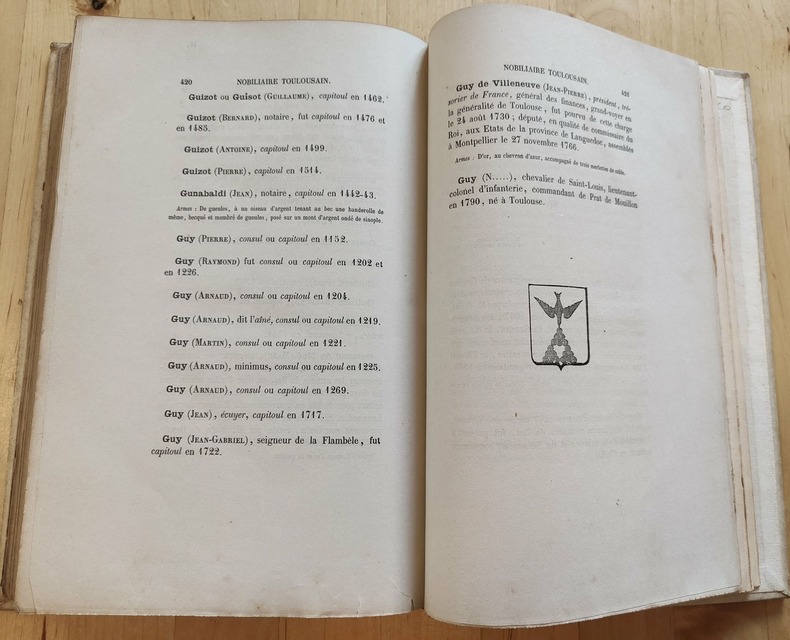 420 NOBILIAIRE TOULOUSAIN.
Guizot ou Guisot (Guillaume), capitoul en 1462.
Guizot (Bernard), notaire, fut capitoul en 1476 et
en 1485.
Guizot (Antoine), capitoul en 1499.
Guizot (Pierre), capitoul en 1514.
Gunabaldi (Jean), notaire, capitoul en 1442-43.
Armes : De gueules, à un oiseau d'argent tenant au bec une banderolle de
même, becqué et membré de gueules, posé sur un mont d'argent ondé de sinople.
Guy (Pierre), consul ou capitoul en 1152.
Guy (Raymond) fut consul ou capitoul en 1202 et
en 1226.
Guy (Arnaud), consul ou capitoul en 1204.
Guy (Arnaud), dit l'aîné, consul ou capitoul en 1219.
Guy (Martin), consul ou capitoul en 1221.
Guy (Arnaud), minimus, consul ou capitoul en 1225.
Guy (Arnaud), consul ou capitoul en 1269.
Guy (Jean), écuyer, capitoul en 1717.
Guy (Jean-Gabriel), seigneur de la Flambèle, fut
capitoul en 1722.
NOBILIAIRE TOULOUSAIN. 421
Guy de Villeneuve (Jean-Pierre), président, tré-
sorier de France, général des finances, grand-voyer en
la généralité de Toulouse, fut pourvu de cette charge
le 24 août 1730 ; député, en qualité de commissaire du
Roi, aux Etats de la province de Languedoc, assemblés
à Montpellier le 27 novembre 1766.
Armes : D'or, au chevron d'azur, accompagné de trois merlettes de sable.
Guy (N.....), chevalier de Saint-Louis, lieutenant-
colonel d'infanterie, commandant de Prat de Mouillon
en 1790, né à Toulouse.